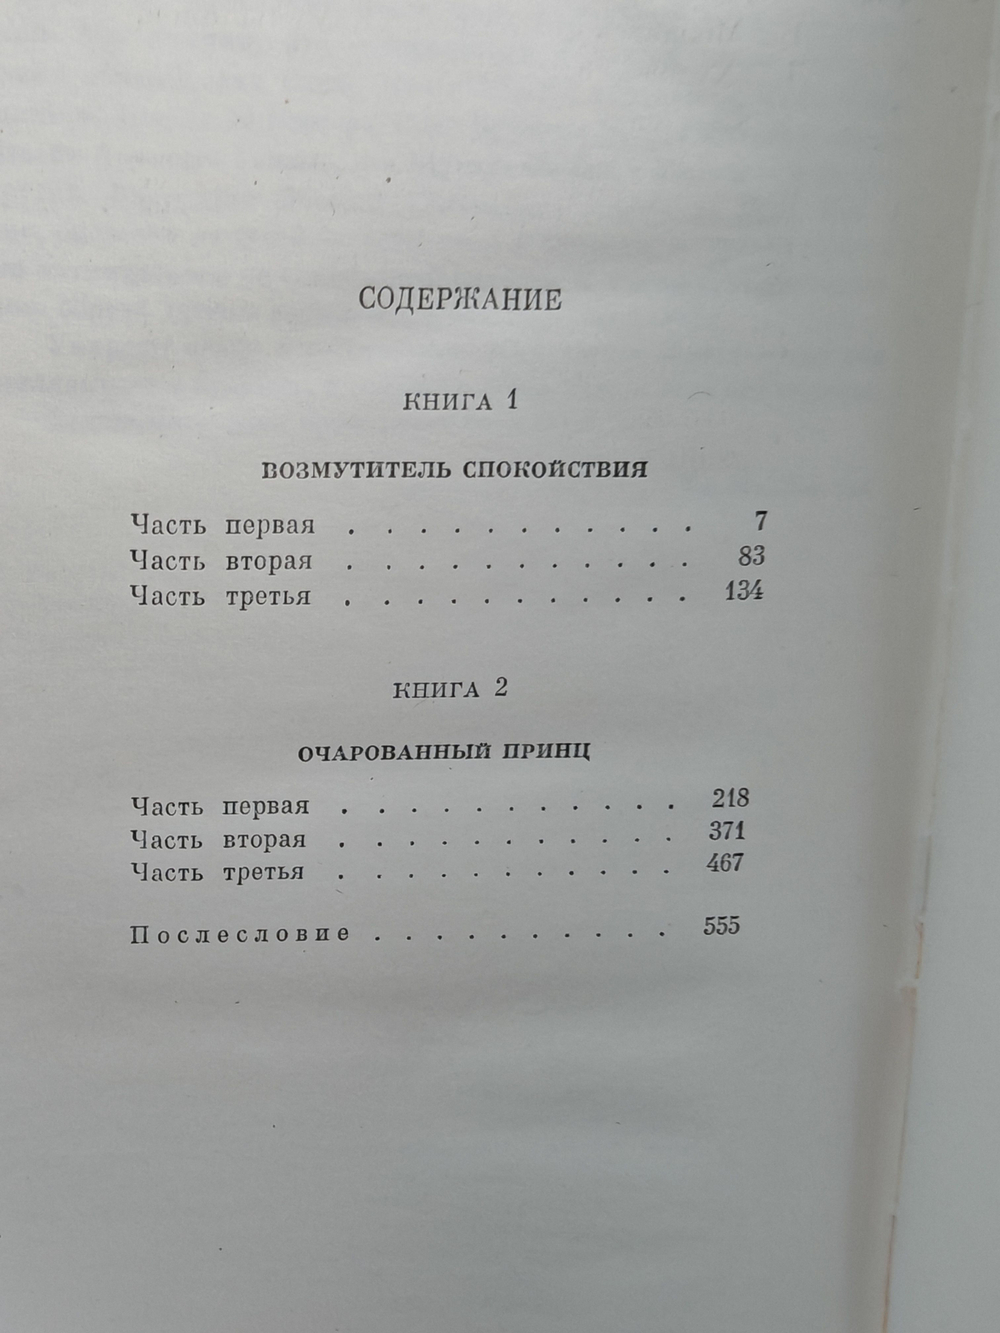 СОДЕРЖАНИЕ
КНИГА 1
ВОЗМУТИТЕЛЬ СПОКОЙСТВИЯ
Часть первая . . . . . . . . . . . 7
Часть вторая . . . . . . . . . . . 83
Часть третья . . . . . . . . . . . 134
КНИГА 2
ОЧАРОВАННЫЙ ПРИНЦ
Часть первая . . . . . . . . . . . 218
Часть вторая . . . . . . . . . . . 371
Часть третья . . . . . . . . . . . 467
Послесловие . . . . . . . . . . 555